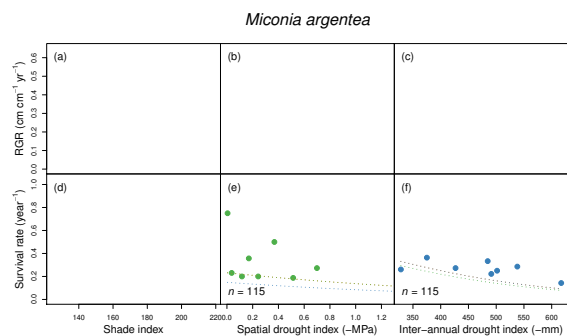 Miconia argentea
(a) (b) (c)
RGR (cm cm⁻¹ yr⁻¹)
0.6
0.5
0.4
0.3
0.2
0.1
0.0
(d) (e) (f)
Survival rate (year⁻¹)
1.0
0.8
0.6
0.4
0.2
0.0
n = 115 n = 115
140 160 180 200 220 0.0 0.2 0.4 0.6 0.8 1.0 1.2 350 400 450 500 550 600
Shade index Spatial drought index (−MPa) Inter−annual drought index (−mm)